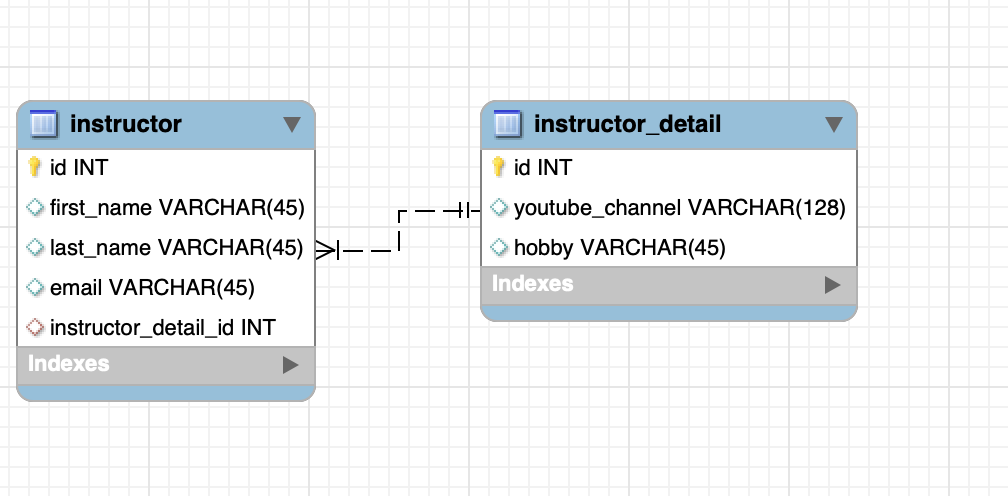 instructor
id INT
first_name VARCHAR(45)
last_name VARCHAR(45)
email VARCHAR(45)
instructor_detail_id INT
Indexes
instructor_detail
id INT
youtube_channel VARCHAR(128)
hobby VARCHAR(45)
Indexes